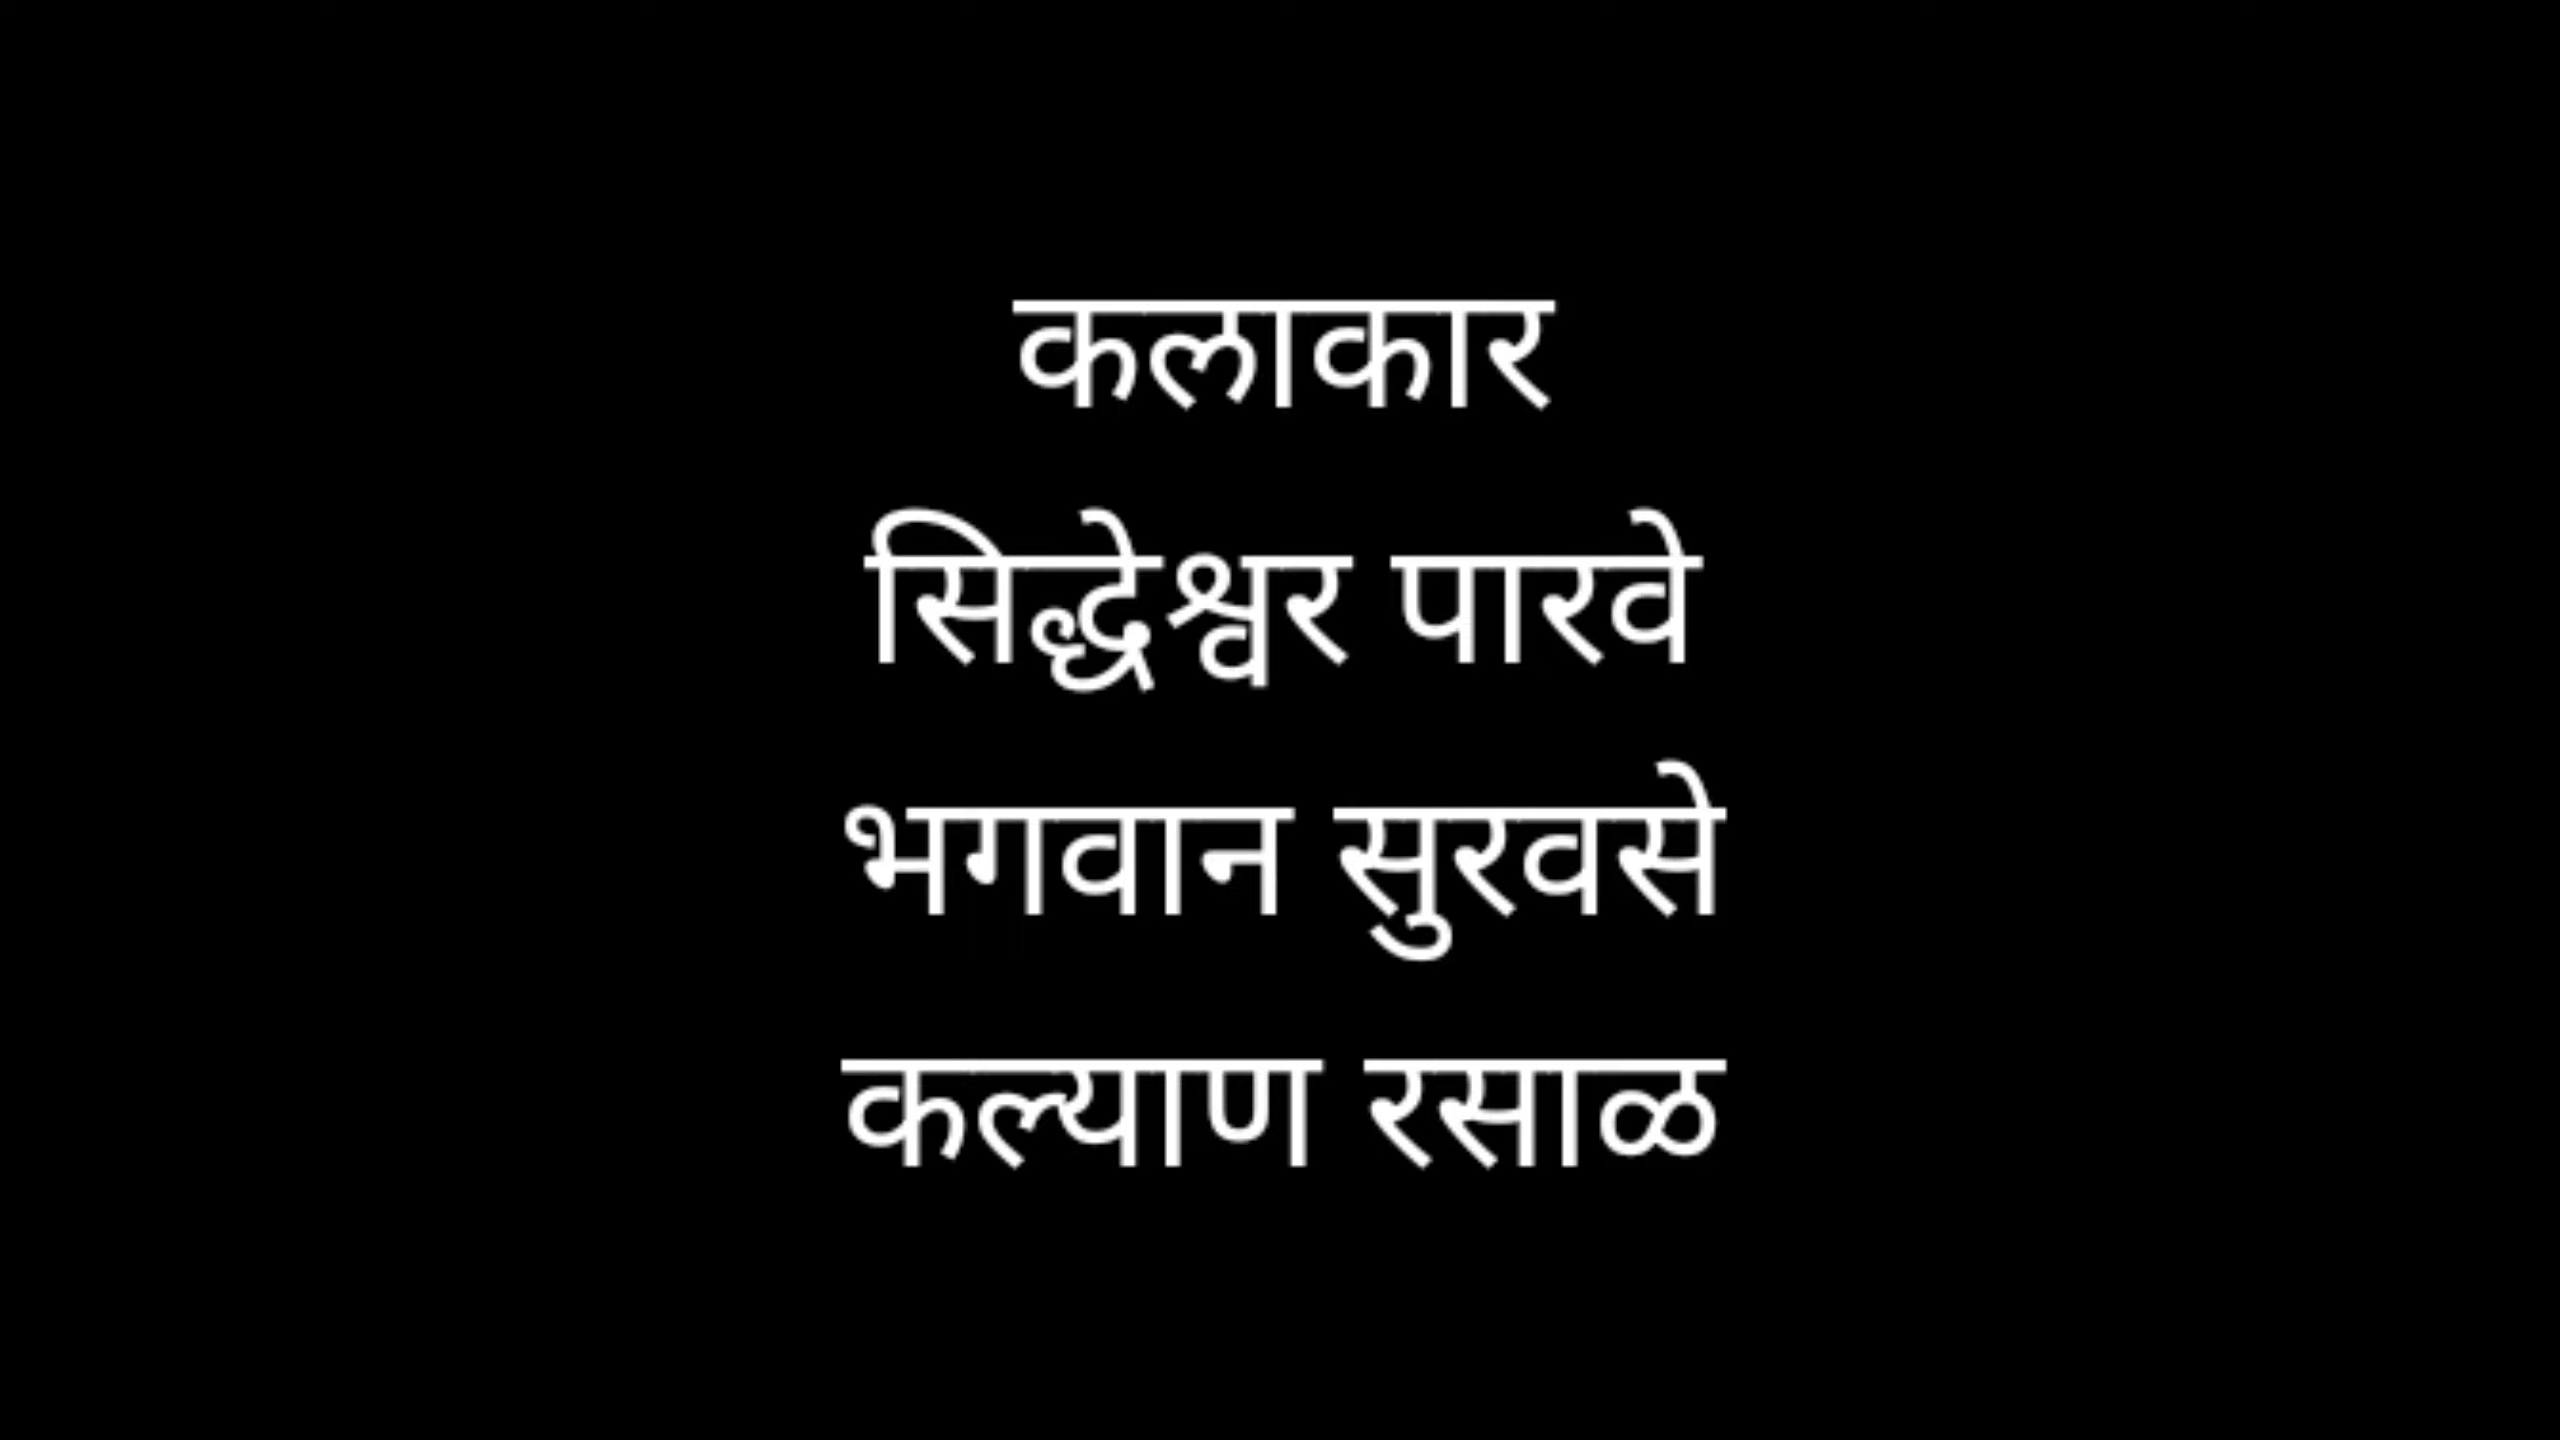 कलाकार
सिद्धेश्वर पारवे
भगवान सुरवसे
कल्याण रसाळ